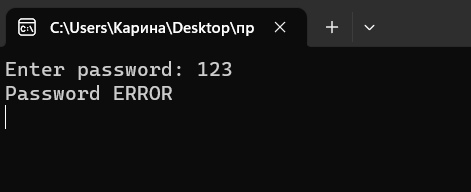 C:\Users\Карина\Desktop\пр
Enter password: 123
Password ERROR